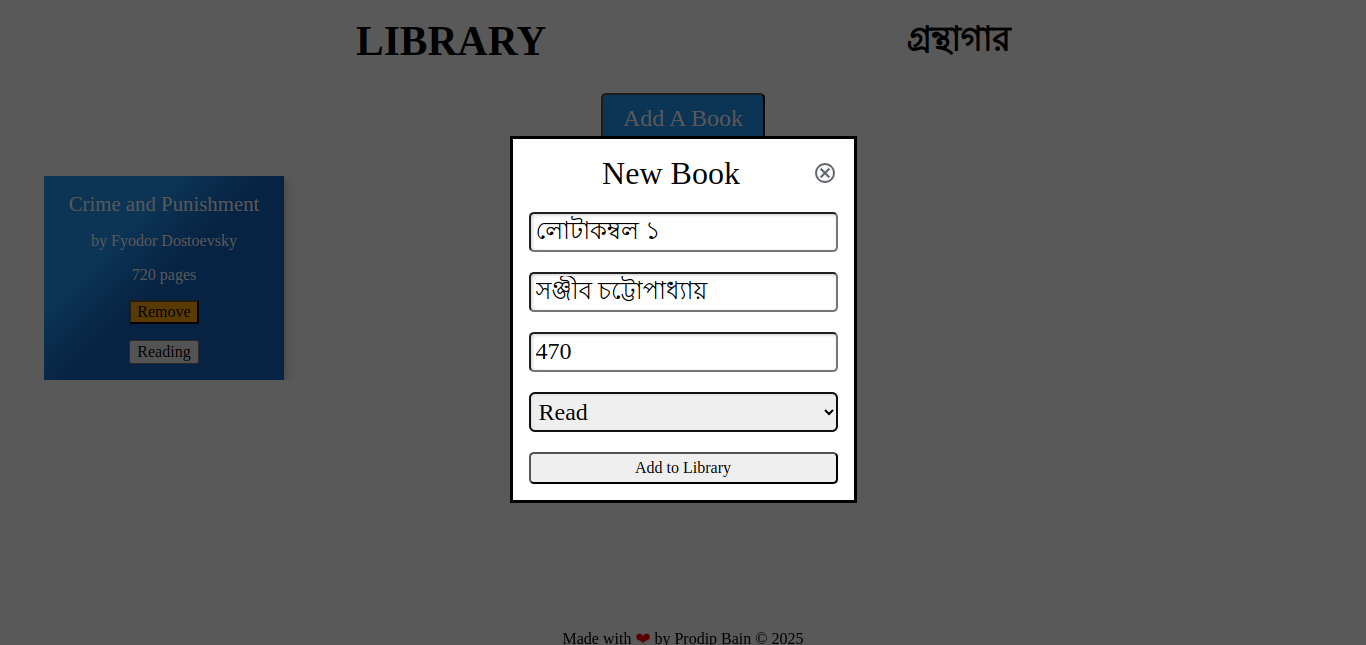 LIBRARY গ্রন্থাগার
Add A Book
New Book
লোটাকম্বল ১
সঞ্জীব চট্টোপাধ্যায়
470
Read
Add to Library
Crime and Punishment
by Fyodor Dostoevsky
720 pages
Remove
Reading
Made with ❤ by Prodip Bain © 2025